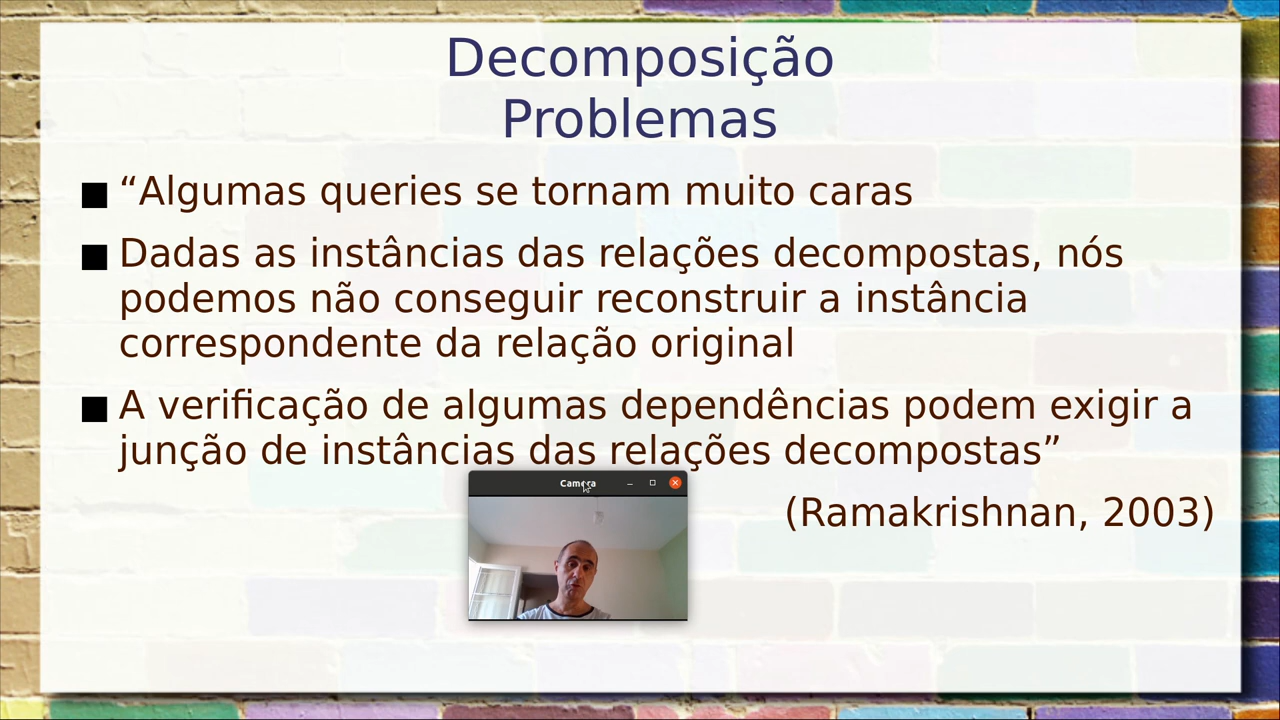 Decomposição
Problemas
■ “Algumas queries se tornam muito caras
■ Dadas as instâncias das relações decompostas, nós
podemos não conseguir reconstruir a instância
correspondente da relação original
■ A verificação de algumas dependências podem exigir a
junção de instâncias das relações decompostas”
Camera
(Ramakrishnan, 2003)